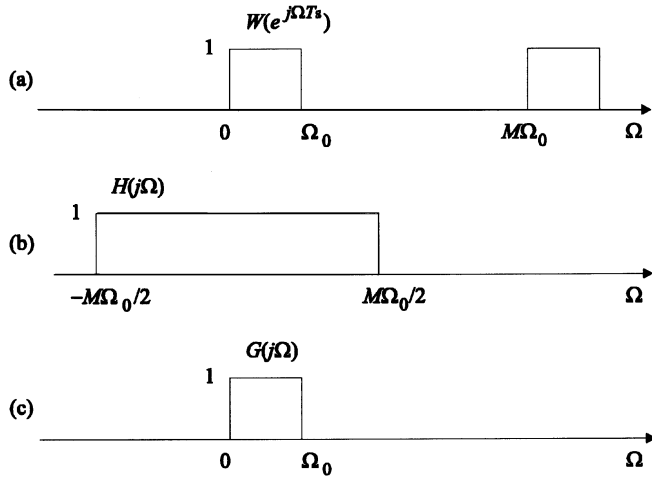 W(e^{jΩTs})
1
(a)
0 Ω₀ MΩ₀ Ω
H(jΩ)
1
(b)
−MΩ₀/2 MΩ₀/2 Ω
G(jΩ)
1
(c)
0 Ω₀ Ω